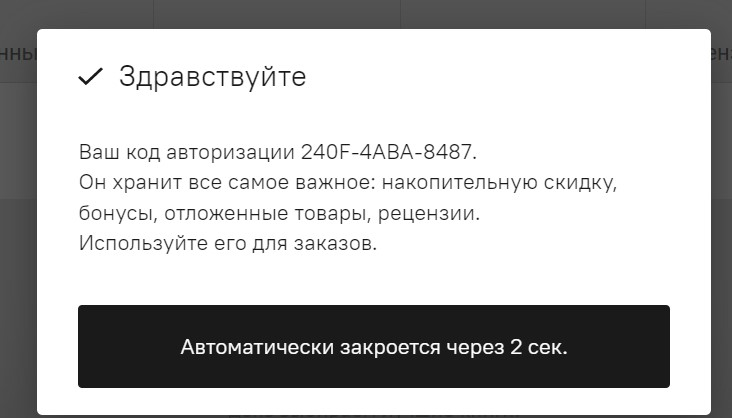 Здравствуйте
Ваш код авторизации 240F-4ABA-8487.
Он хранит все самое важное: накопительную скидку,
бонусы, отложенные товары, рецензии.
Используйте его для заказов.
Автоматически закроется через 2 сек.